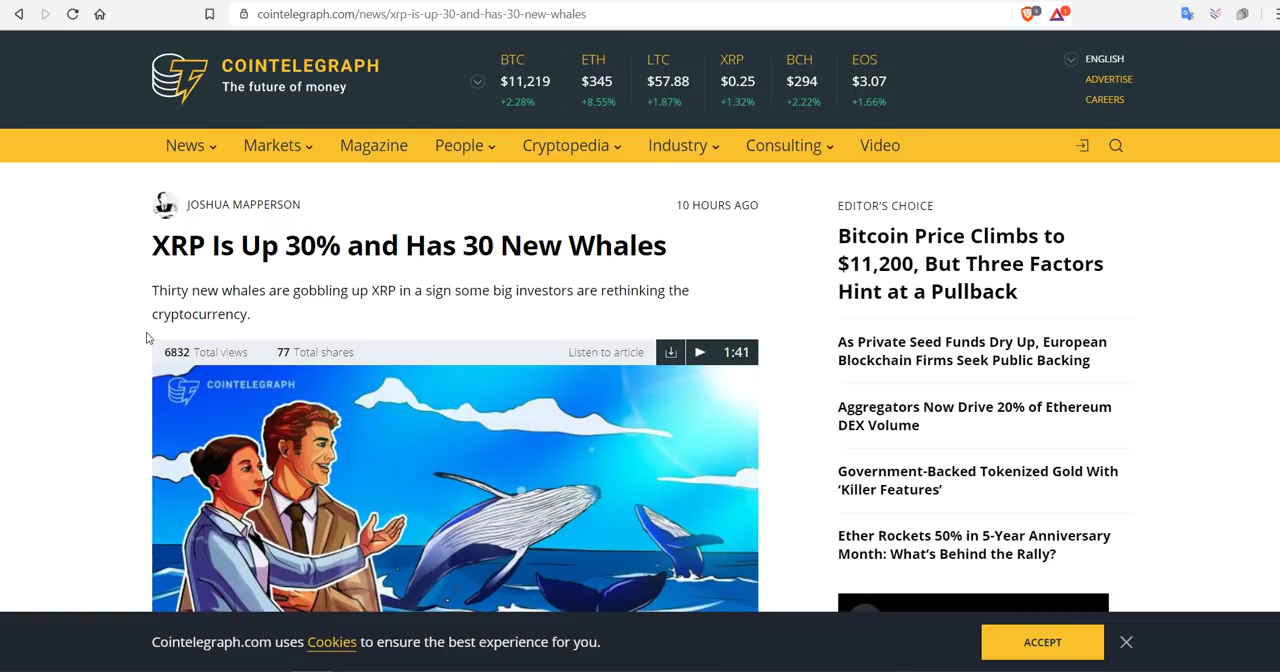 cointelegraph.com/news/xrp-is-up-30-and-has-30-new-whales
9
1
COINTELEGRAPH
The future of money
BTC ETH LTC XRP BCH EOS
$11,219 $345 $57.88 $0.25 $294 $3.07
+2.28% +8.55% +1.87% +1.32% +2.22% +1.66%
ENGLISH
ADVERTISE
CAREERS
News Markets Magazine People Cryptopedia Industry Consulting Video
JOSHUA MAPPERSON
10 HOURS AGO
XRP Is Up 30% and Has 30 New Whales
Thirty new whales are gobbling up XRP in a sign some big investors are rethinking the
cryptocurrency.
6832 Total views 77 Total shares Listen to article 1:41
COINTELEGRAPH
EDITOR'S CHOICE
Bitcoin Price Climbs to
$11,200, But Three Factors
Hint at a Pullback
As Private Seed Funds Dry Up, European
Blockchain Firms Seek Public Backing
Aggregators Now Drive 20% of Ethereum
DEX Volume
Government-Backed Tokenized Gold With
‘Killer Features’
Ether Rockets 50% in 5-Year Anniversary
Month: What’s Behind the Rally?
Cointelegraph.com uses Cookies to ensure the best experience for you.
ACCEPT